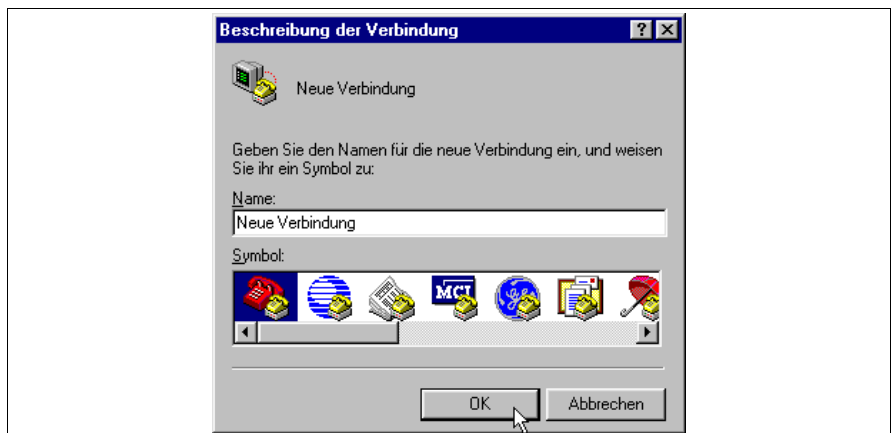 Beschreibung der Verbindung
Neue Verbindung
Geben Sie den Namen für die neue Verbindung ein, und weisen
Sie ihr ein Symbol zu:
Name:
Neue Verbindung
Symbol:
MCI
OK
Abbrechen